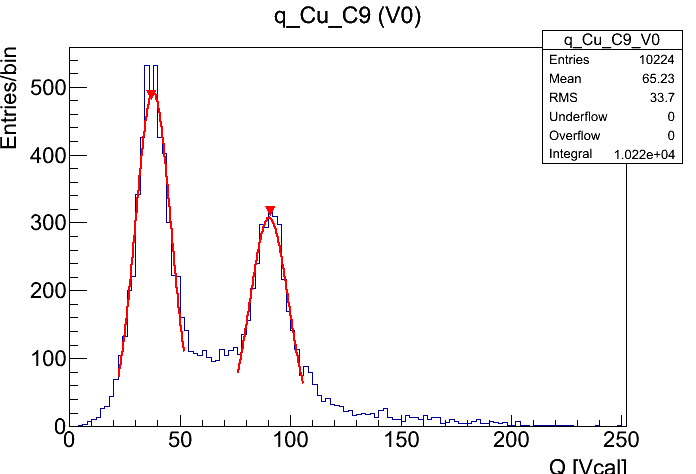 q_Cu_C9 (V0)
q_Cu_C9_V0
Entries 10224
Mean 65.23
RMS 33.7
Underflow 0
Overflow 0
Integral 1.022e+04
Entries/bin
500
400
300
200
100
0
0 50 100 150 200 250
Q [Vcal]